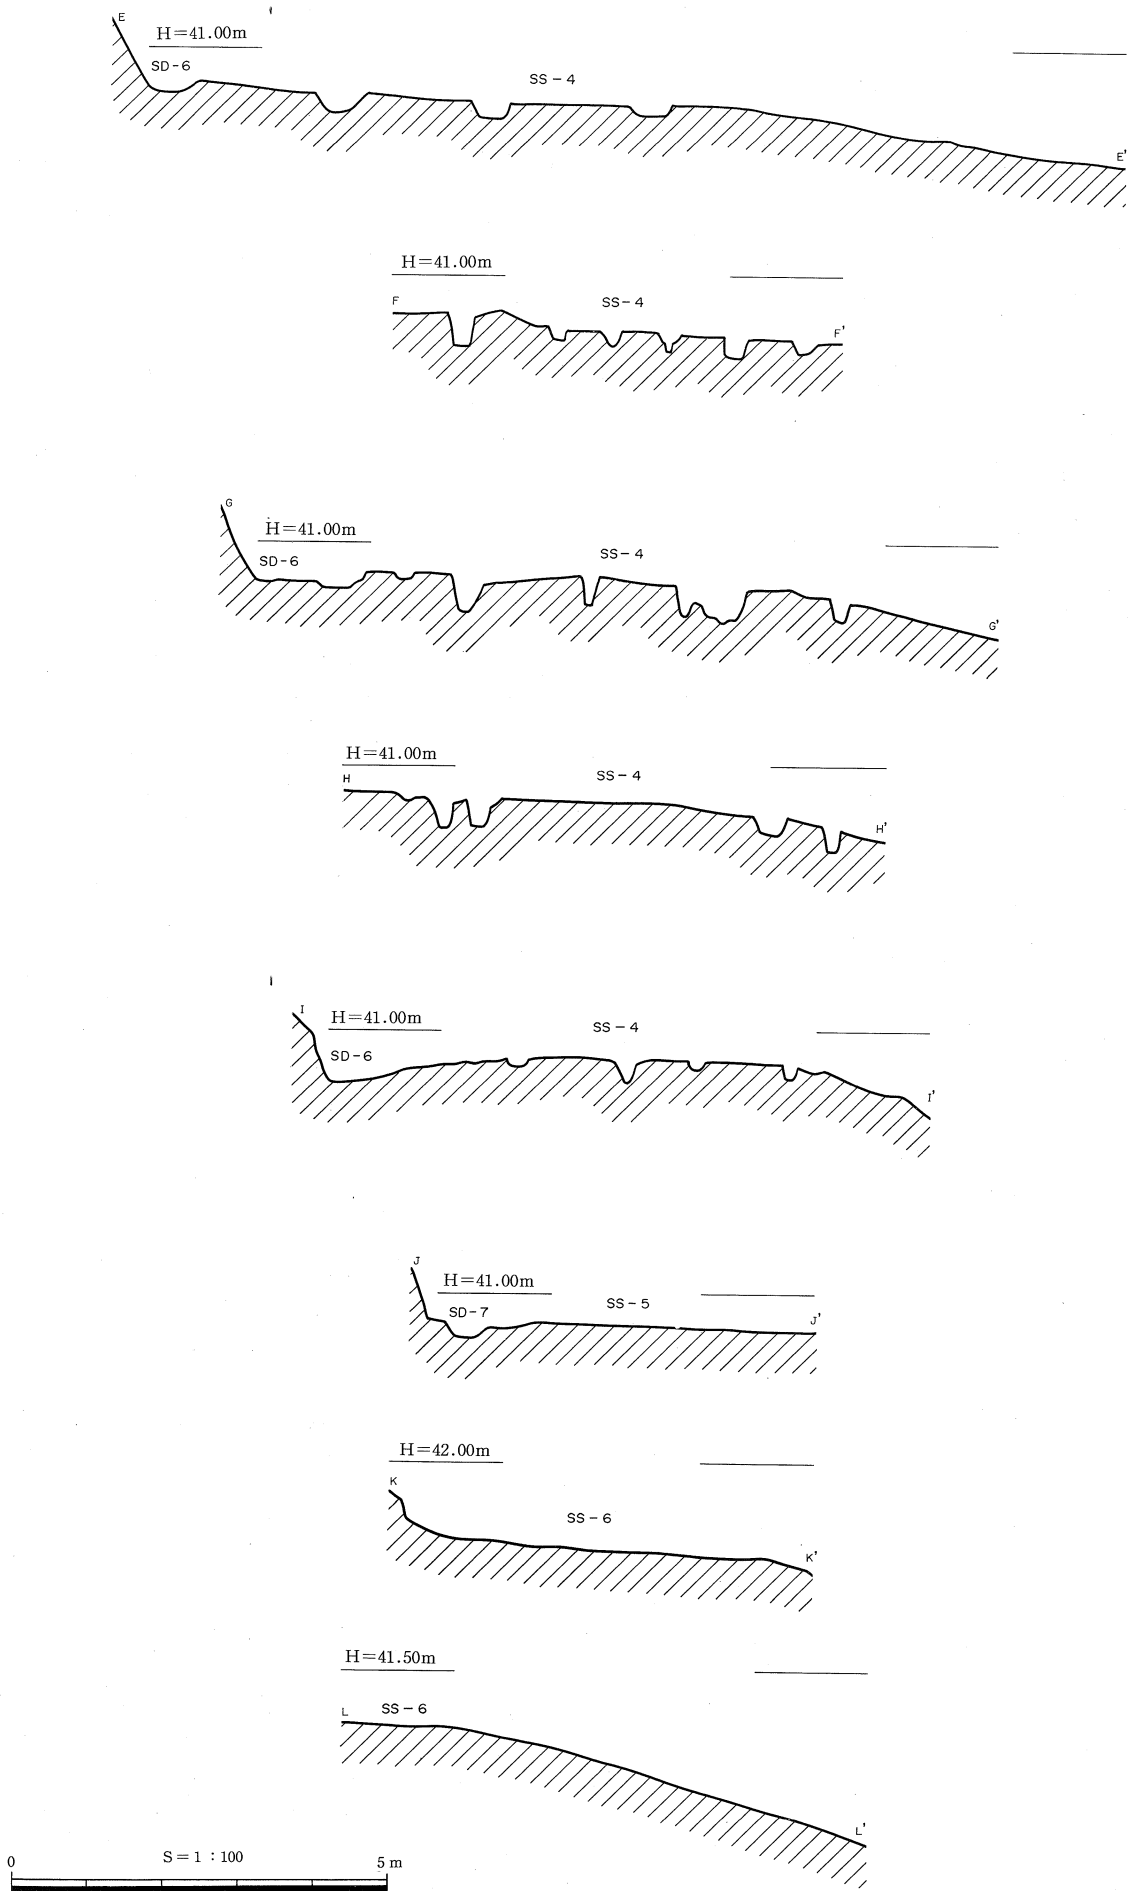 E
H=41.00m
SD-6
SS-4
E'
H=41.00m
F
SS-4
F'
G
H=41.00m
SD-6
SS-4
G'
H=41.00m
H
SS-4
H'
I
H=41.00m
SD-6
SS-4
I'
J
H=41.00m
SD-7
SS-5
J'
H=42.00m
K
SS-6
K'
H=41.50m
L
SS-6
L'
S=1:100
0
5m